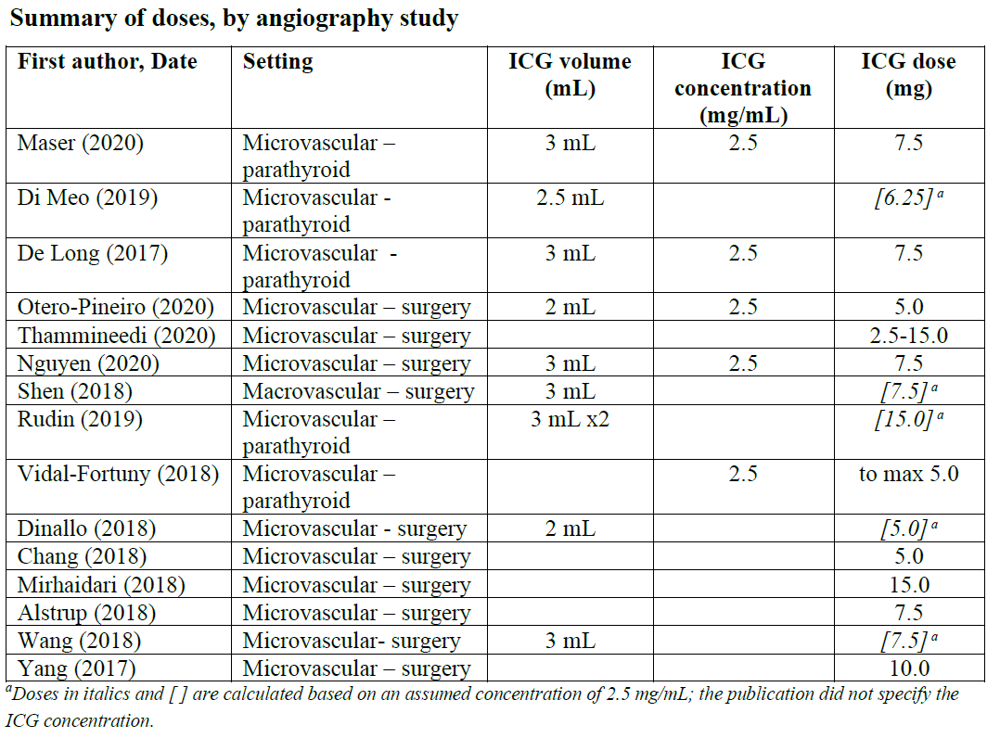 Summary of doses, by angiography study
First author, Date Setting ICG volume (mL) ICG concentration (mg/mL) ICG dose (mg)
Maser (2020) Microvascular – parathyroid 3 mL 2.5 7.5
Di Meo (2019) Microvascular - parathyroid 2.5 mL [6.25] a
De Long (2017) Microvascular - parathyroid 3 mL 2.5 7.5
Otero-Pineiro (2020) Microvascular – surgery 2 mL 2.5 5.0
Thammineedi (2020) Microvascular – surgery 2.5-15.0
Nguyen (2020) Microvascular – surgery 3 mL 2.5 7.5
Shen (2018) Macrovascular – surgery 3 mL [7.5] a
Rudin (2019) Microvascular – parathyroid 3 mL x2 [15.0] a
Vidal-Fortuny (2018) Microvascular – parathyroid 2.5 to max 5.0
Dinallo (2018) Microvascular - surgery 2 mL [5.0] a
Chang (2018) Microvascular – surgery 5.0
Mirhaidari (2018) Microvascular – surgery 15.0
Alstrup (2018) Microvascular – surgery 7.5
Wang (2018) Microvascular- surgery 3 mL [7.5] a
Yang (2017) Microvascular – surgery 10.0
aDoses in italics and [ ] are calculated based on an assumed concentration of 2.5 mg/mL; the publication did not specify the
ICG concentration.